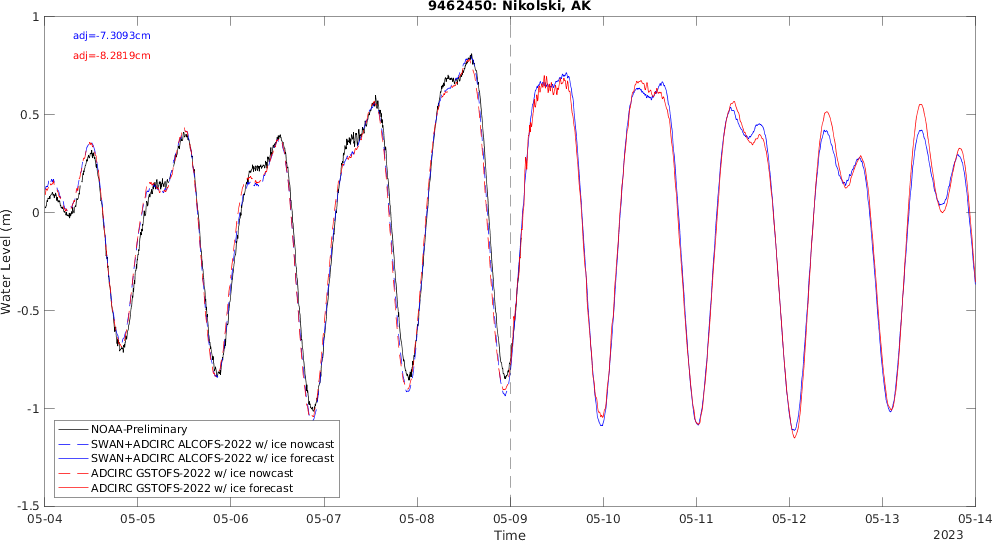 9462450: Nikolski, AK
adj=-7.3093cm
adj=-8.2819cm
Water Level (m)
1
0.5
0
-0.5
-1
-1.5
NOAA-Preliminary
SWAN+ADCIRC ALCOFS-2022 w/ ice nowcast
SWAN+ADCIRC ALCOFS-2022 w/ ice forecast
ADCIRC GSTOFS-2022 w/ ice nowcast
ADCIRC GSTOFS-2022 w/ ice forecast
05-04 05-05 05-06 05-07 05-08 05-09 05-10 05-11 05-12 05-13 05-14
Time
2023